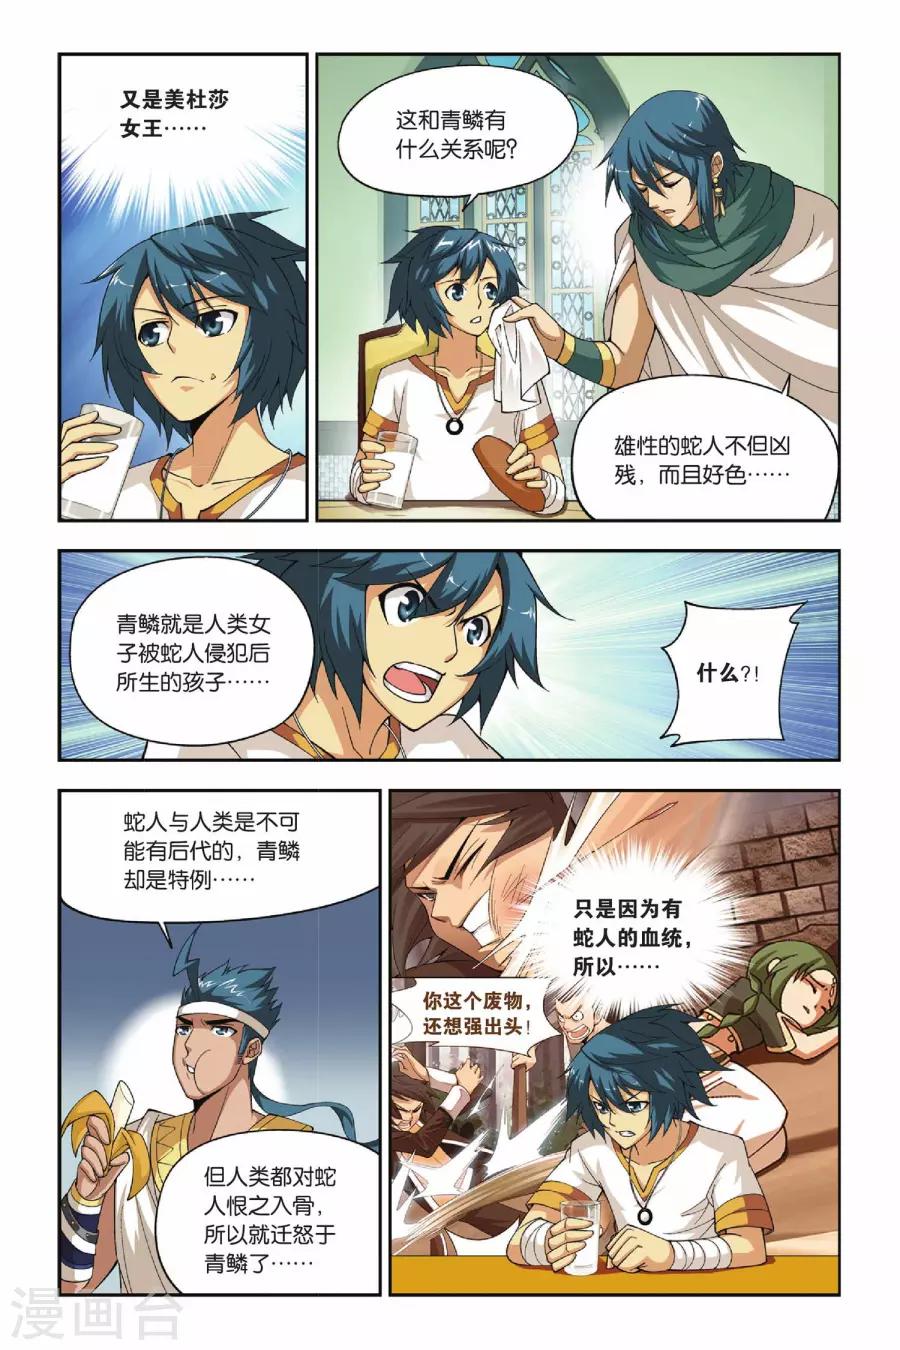 又是美杜莎
女王……
这和青鳞有
什么关系呢?
雄性的蛇人不但凶
残，而且好色……
青鳞就是人类女
子被蛇人侵犯后
所生的孩子……
什么?!
蛇人与人类是不可
能有后代的，青鳞
却是特例……
但人类都对蛇
人恨之入骨，
所以就迁怒于
青鳞了……
只是因为有
蛇人的血统，
所以……
你这个废物，
还想强出头!
漫画台